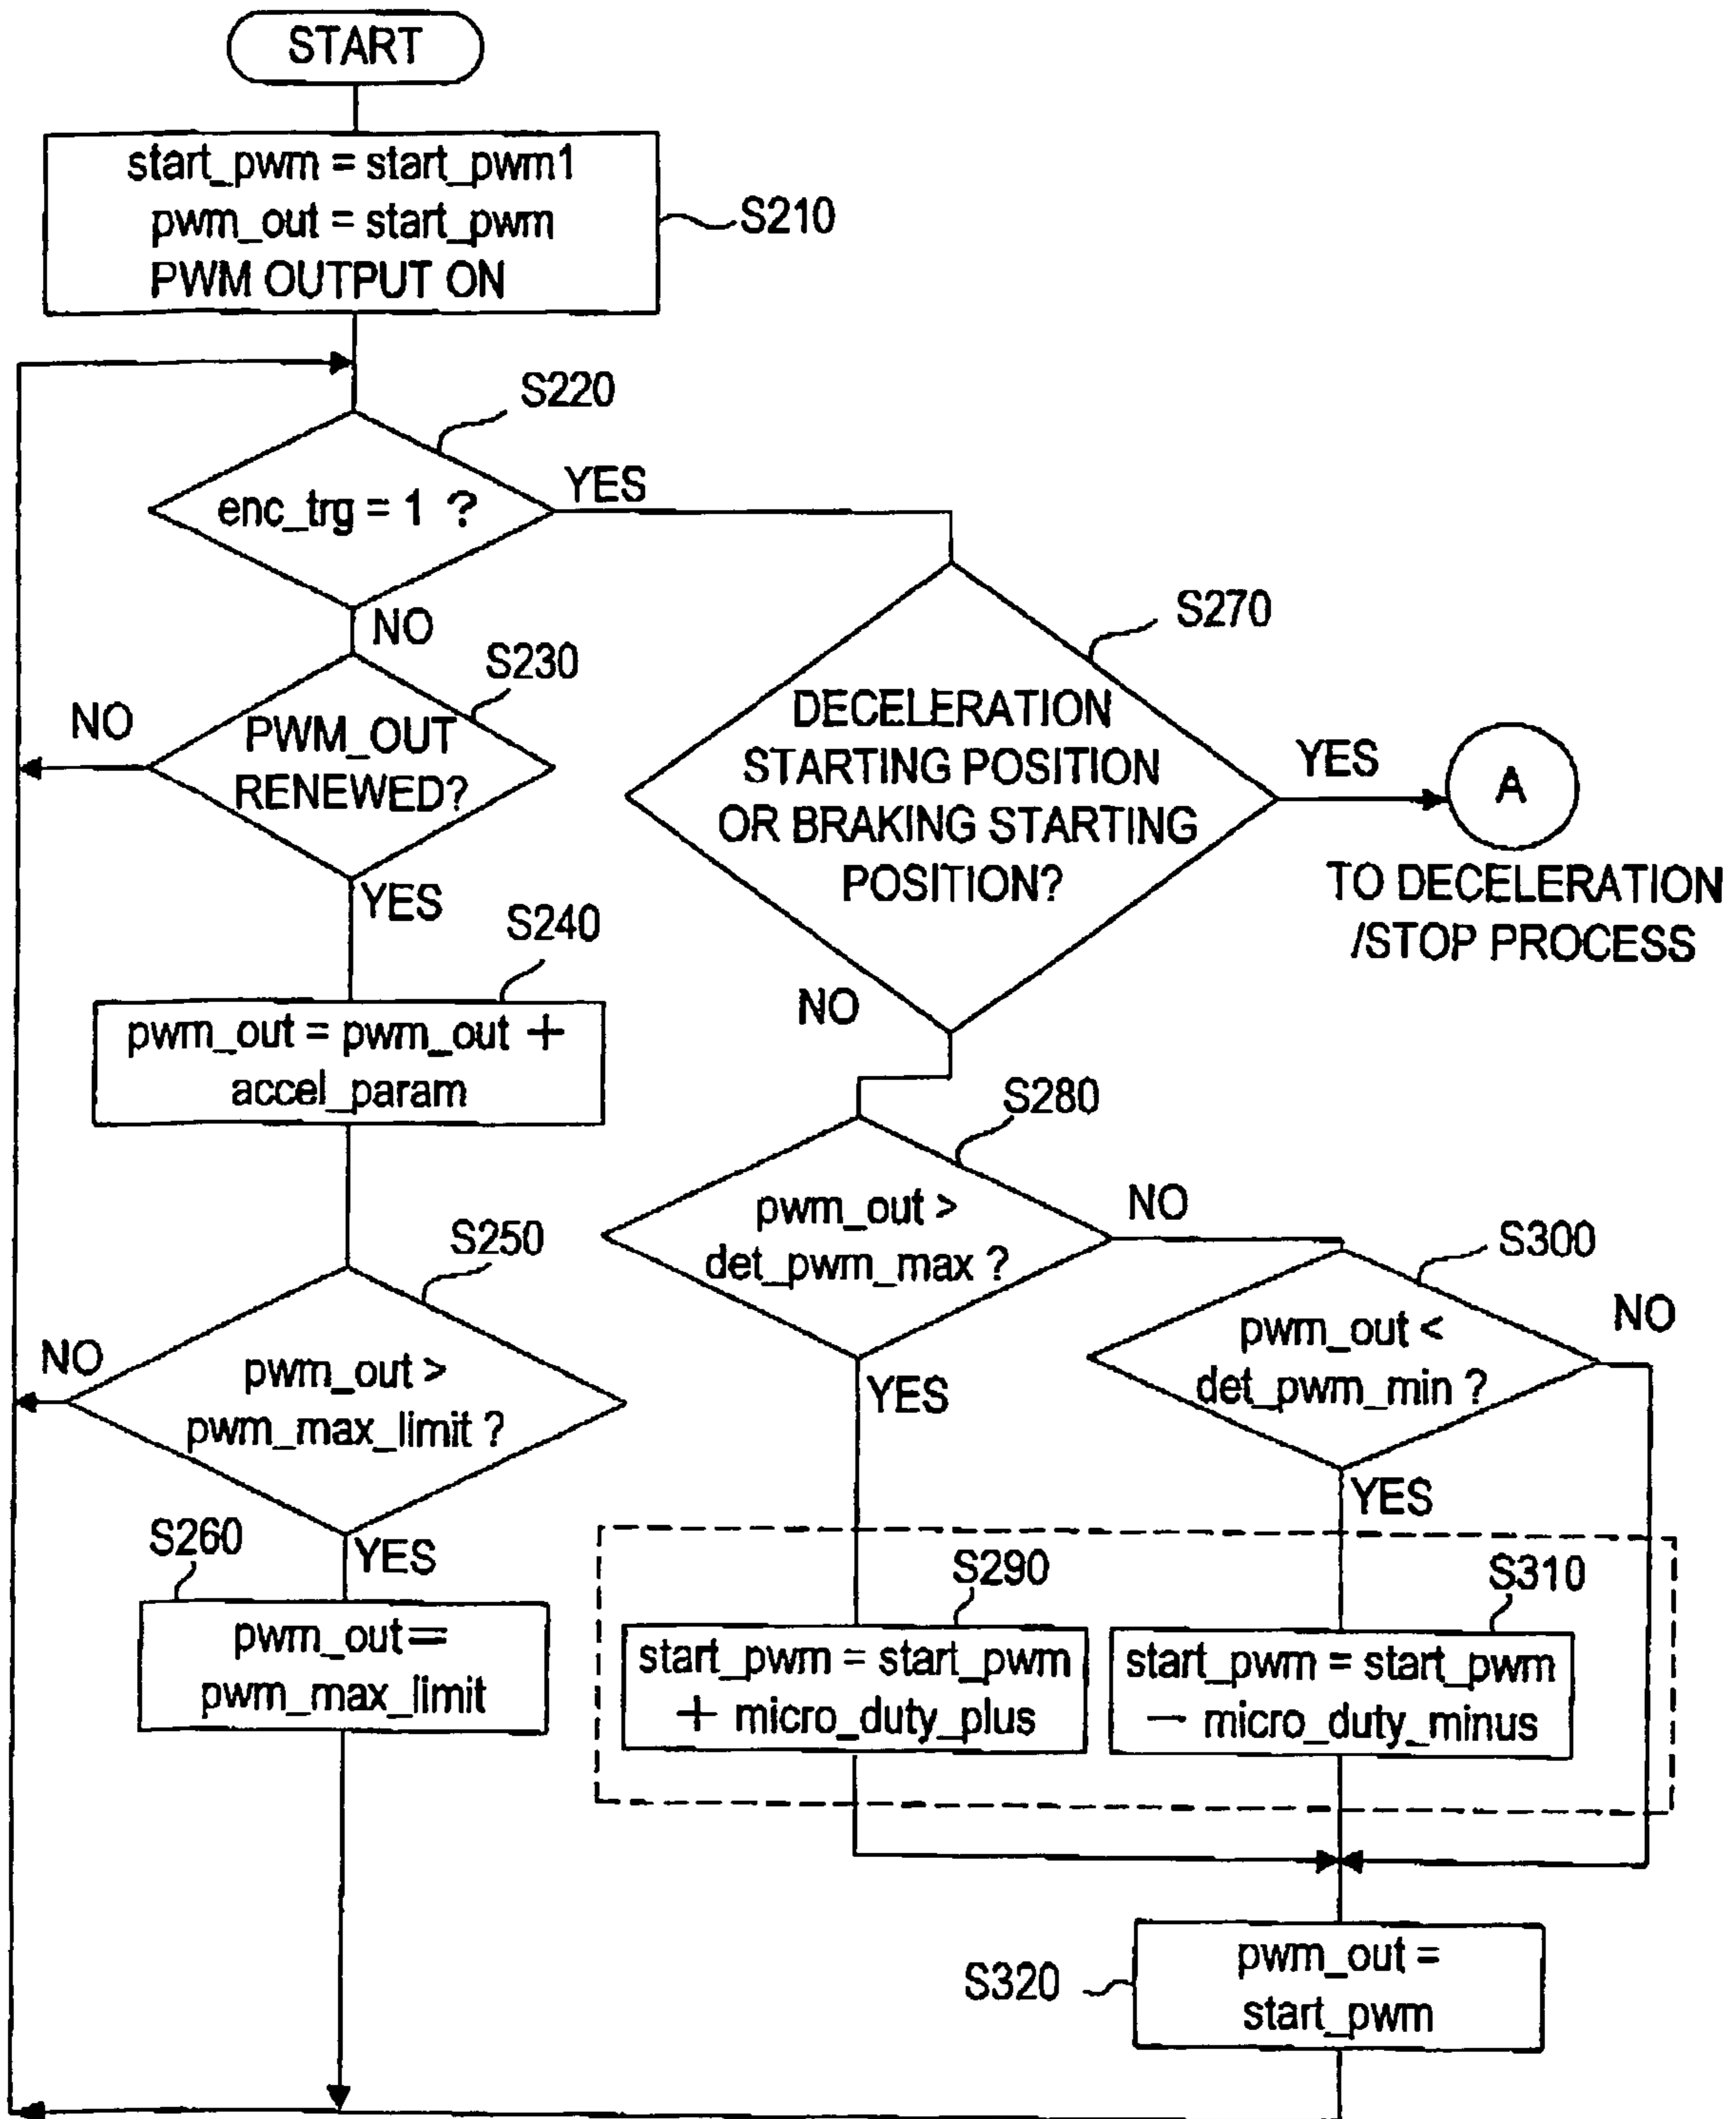 START
start_pwm = start_pwm1
pwm_out = start_pwm
PWM OUTPUT ON
S210
S220
enc_trg = 1 ?
YES
NO
S230
PWM_OUT
RENEWED?
NO
YES
S240
pwm_out = pwm_out +
accel_param
S250
pwm_out >
pwm_max_limit ?
NO
YES
S260
pwm_out =
pwm_max_limit
S270
DECELERATION
STARTING POSITION
OR BRAKING STARTING
POSITION?
YES
A
TO DECELERATION
/STOP PROCESS
NO
S280
pwm_out >
det_pwm_max ?
NO
YES
S300
pwm_out <
det_pwm_min ?
NO
YES
S290
start_pwm = start_pwm
+ micro_duty_plus
S310
start_pwm = start_pwm
− micro_duty_minus
S320
pwm_out =
start_pwm